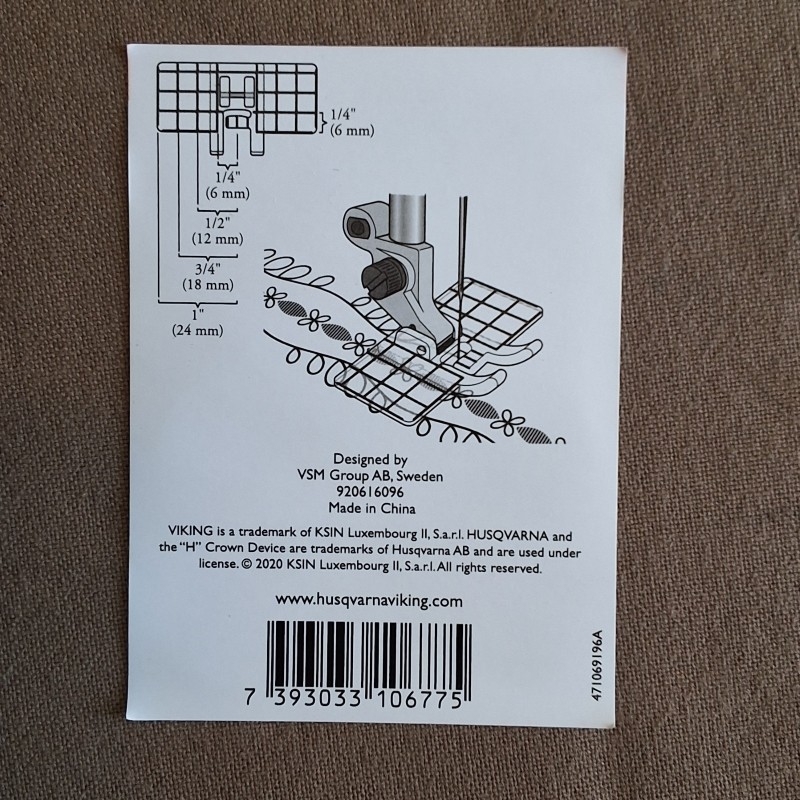 1/4"
(6 mm)
1/4"
(6 mm)
1/2"
(12 mm)
3/4"
(18 mm)
1"
(24 mm)
Designed by
VSM Group AB, Sweden
920616096
Made in China
VIKING is a trademark of KSIN Luxembourg II, S.a.r.l. HUSQVARNA and
the "H" Crown Device are trademarks of Husqvarna AB and are used under
license. © 2020 KSIN Luxembourg II, S.a.r.l. All rights reserved.
www.husqvarnaviking.com
7 393033 106775
471069196A